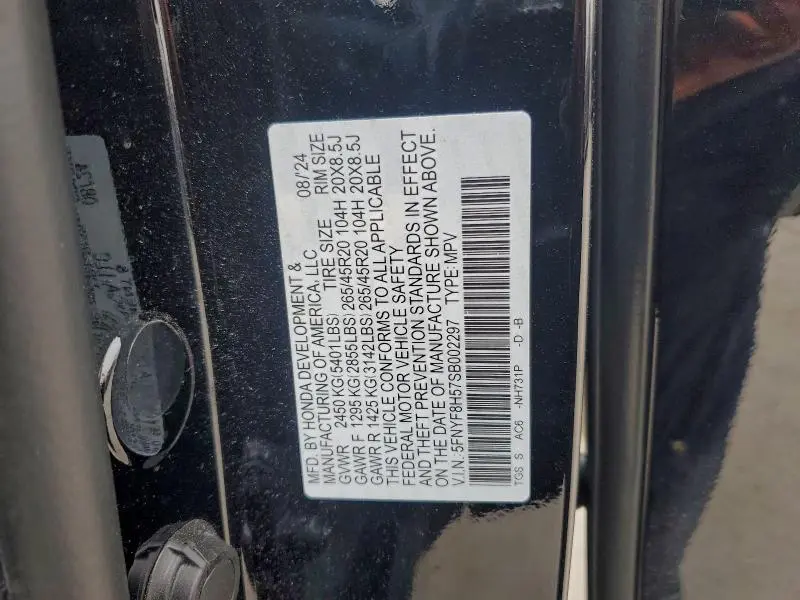 MFD. BY HONDA DEVELOPMENT & 08/'24
MANUFACTURING OF AMERICA, LLC
TIRE SIZE RIM SIZE
GVWR 2450 KG(5401LBS)
GAWR F 1295 KG(2855LBS) 265/45R20 104H 20X8.5J
GAWR R 1425 KG(3142LBS) 265/45R20 104H 20X8.5J
THIS VEHICLE CONFORMS TO ALL APPLICABLE
FEDERAL MOTOR VEHICLE SAFETY
AND THEFT PREVENTION STANDARDS IN EFFECT
ON THE DATE OF MANUFACTURE SHOWN ABOVE.
V.I.N.:5FNYF8H57SB002297 TYPE:MPV
TGS S AC6 -NH731P -D -B